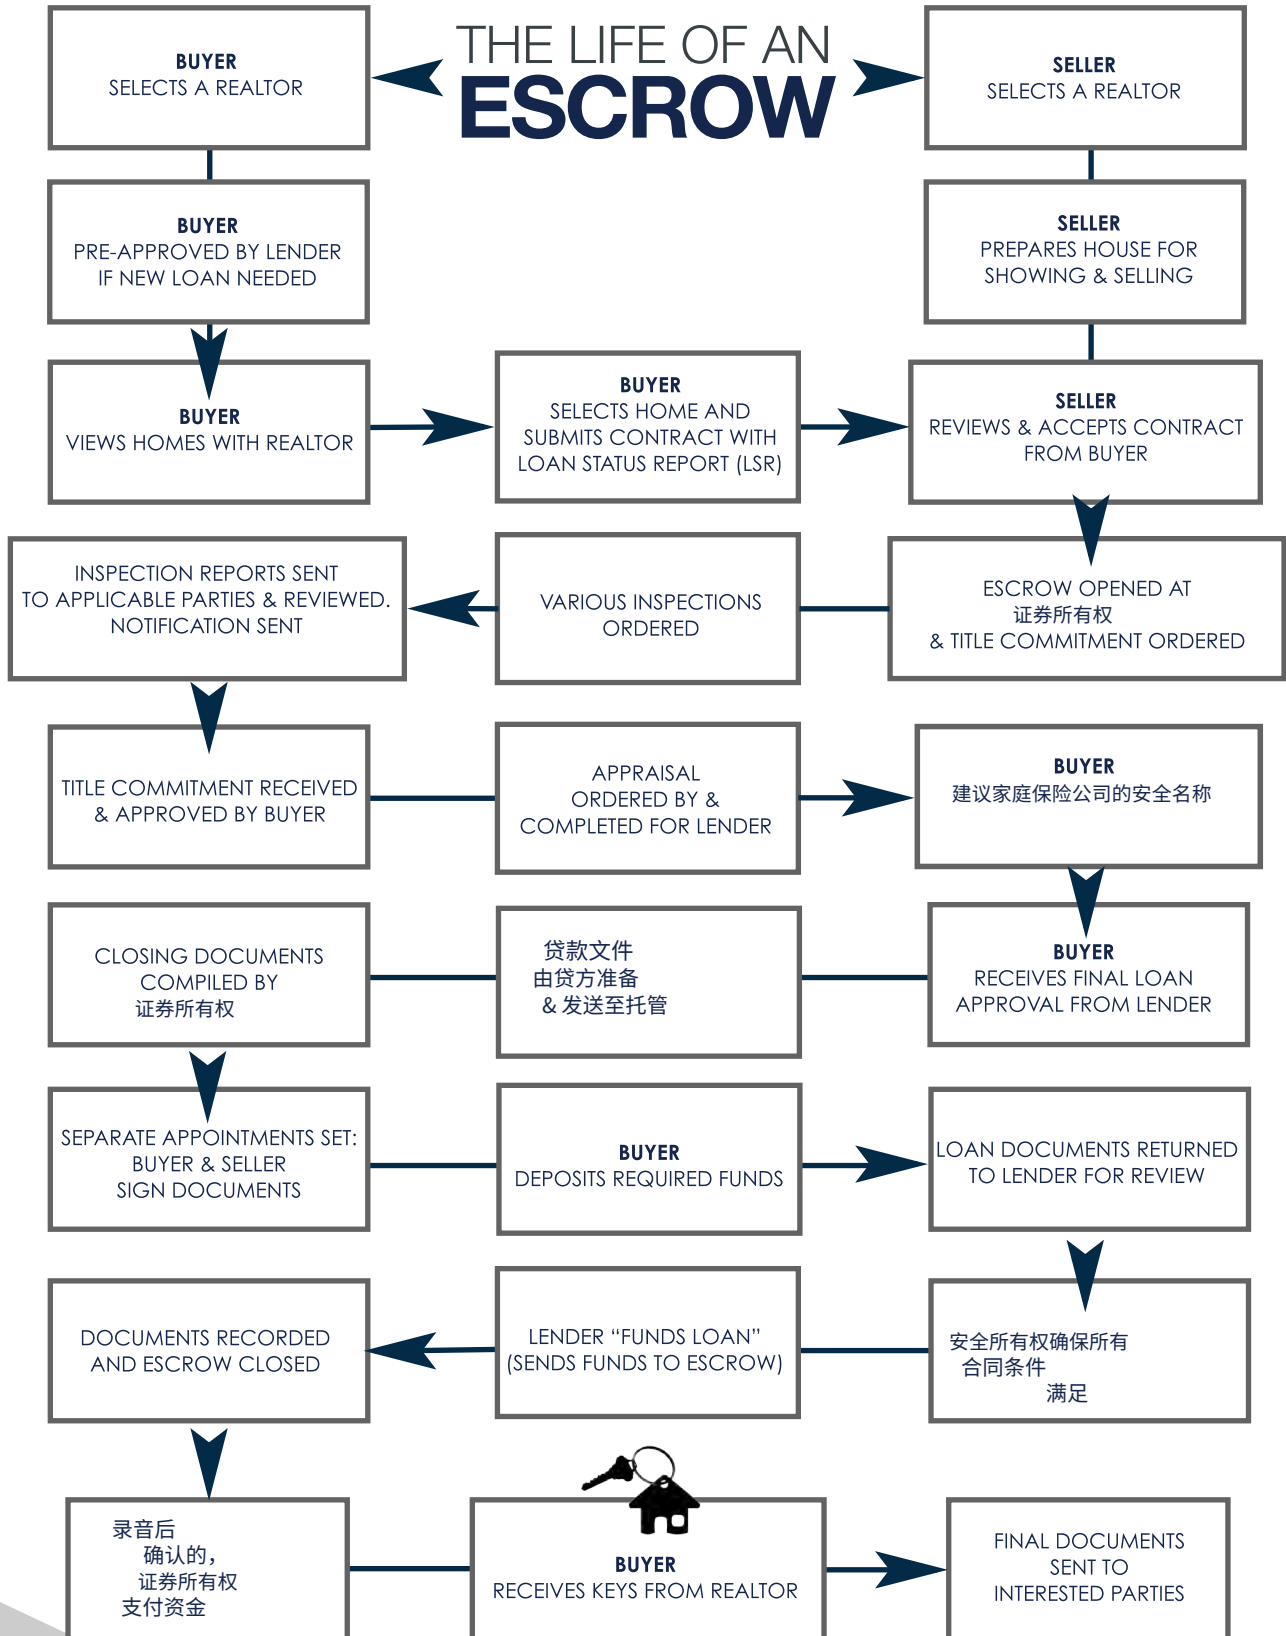 THE LIFE OF AN
ESCROW
BUYER
SELECTS A REALTOR
SELLER
SELECTS A REALTOR
BUYER
PRE-APPROVED BY LENDER
IF NEW LOAN NEEDED
SELLER
PREPARES HOUSE FOR
SHOWING & SELLING
BUYER
VIEWS HOMES WITH REALTOR
BUYER
SELECTS HOME AND
SUBMITS CONTRACT WITH
LOAN STATUS REPORT (LSR)
SELLER
REVIEWS & ACCEPTS CONTRACT
FROM BUYER
ESCROW OPENED AT
证券所有权
& TITLE COMMITMENT ORDERED
VARIOUS INSPECTIONS
ORDERED
INSPECTION REPORTS SENT
TO APPLICABLE PARTIES & REVIEWED.
NOTIFICATION SENT
TITLE COMMITMENT RECEIVED
& APPROVED BY BUYER
APPRAISAL
ORDERED BY &
COMPLETED FOR LENDER
BUYER
建议家庭保险公司的安全名称
BUYER
RECEIVES FINAL LOAN
APPROVAL FROM LENDER
贷款文件
由贷方准备
& 发送至托管
CLOSING DOCUMENTS
COMPILED BY
证券所有权
SEPARATE APPOINTMENTS SET:
BUYER & SELLER
SIGN DOCUMENTS
BUYER
DEPOSITS REQUIRED FUNDS
LOAN DOCUMENTS RETURNED
TO LENDER FOR REVIEW
安全所有权确保所有
合同条件
满足
LENDER “FUNDS LOAN”
(SENDS FUNDS TO ESCROW)
DOCUMENTS RECORDED
AND ESCROW CLOSED
录音后
确认的，
证券所有权
支付资金
BUYER
RECEIVES KEYS FROM REALTOR
FINAL DOCUMENTS
SENT TO
INTERESTED PARTIES